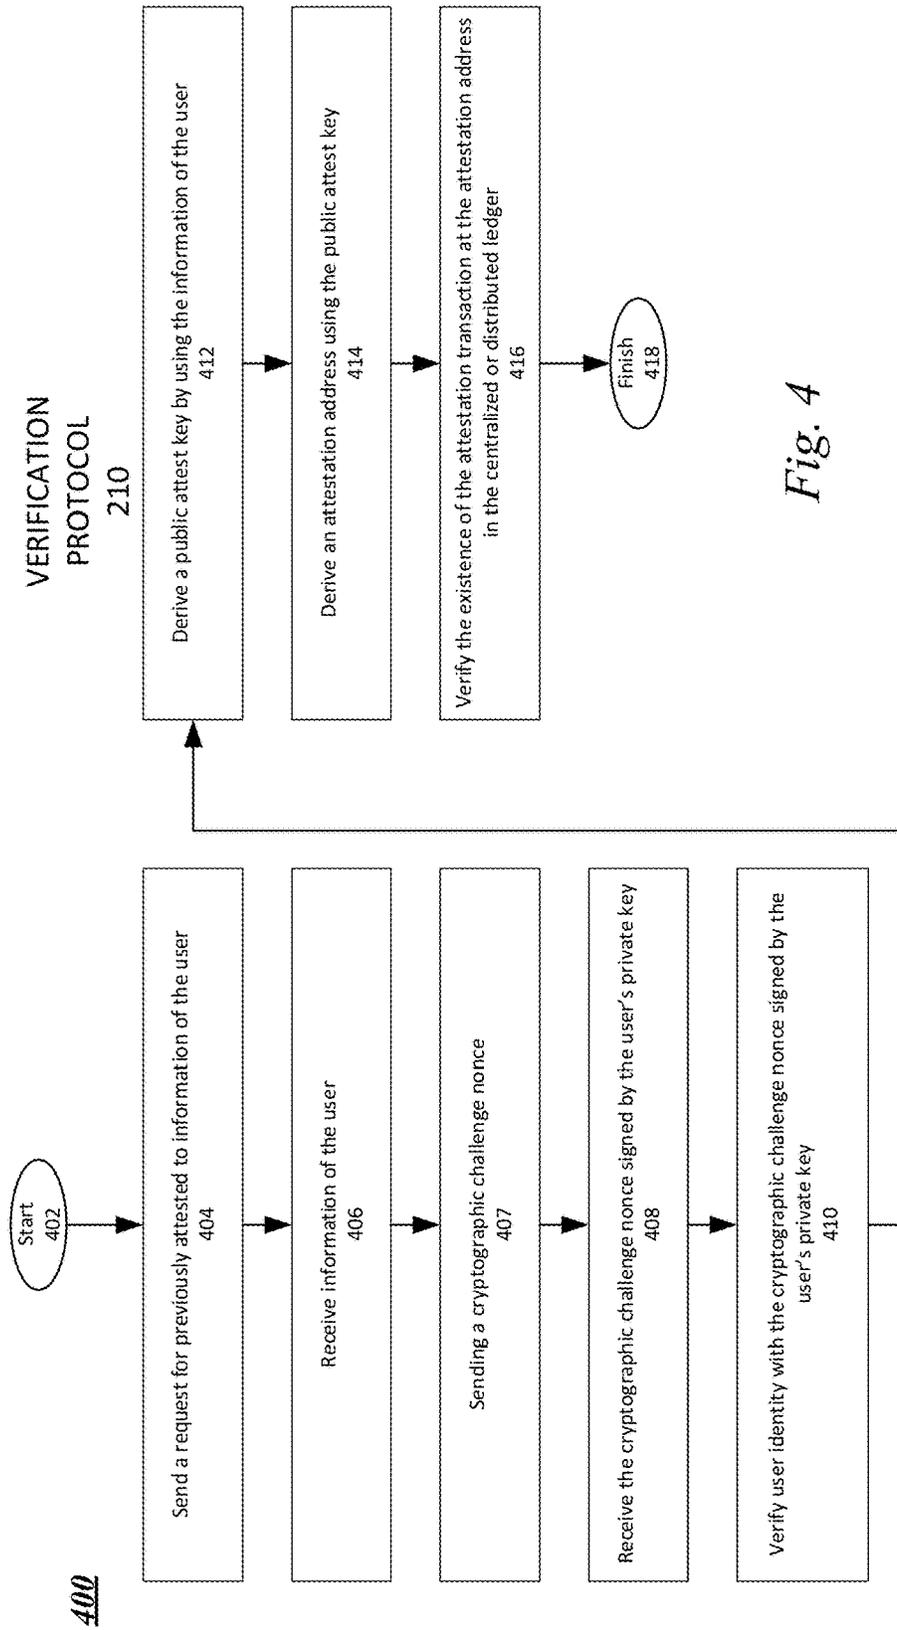 400
VERIFICATION
PROTOCOL
210
Start
402
Send a request for previously attested to information of the user
404
Receive information of the user
406
Sending a cryptographic challenge nonce
407
Receive the cryptographic challenge nonce signed by the user's private key
408
Verify user identity with the cryptographic challenge nonce signed by the
user's private key
410
Derive a public attest key by using the information of the user
412
Derive an attestation address using the public attest key
414
Verify the existence of the attestation transaction at the attestation address
in the centralized or distributed ledger
416
Finish
418
Fig. 4